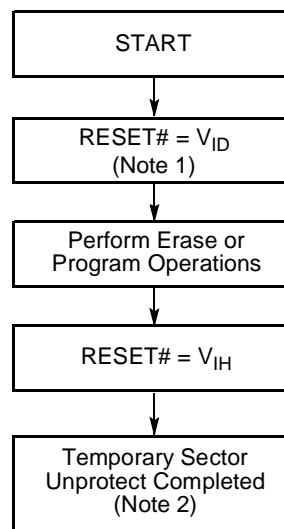 START
RESET# = VID
(Note 1)
Perform Erase or
Program Operations
RESET# = VIH
Temporary Sector
Unprotect Completed
(Note 2)